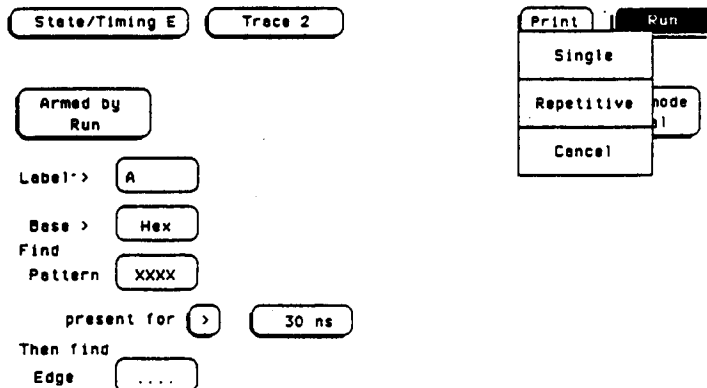 State/Timing E Trace 2 Print Run
Single
Armed by
Run
Repetitive
Cancel
Label > A
Base > Hex
Find
Pattern XXXX
present for > 30 ns
Then find
Edge ....